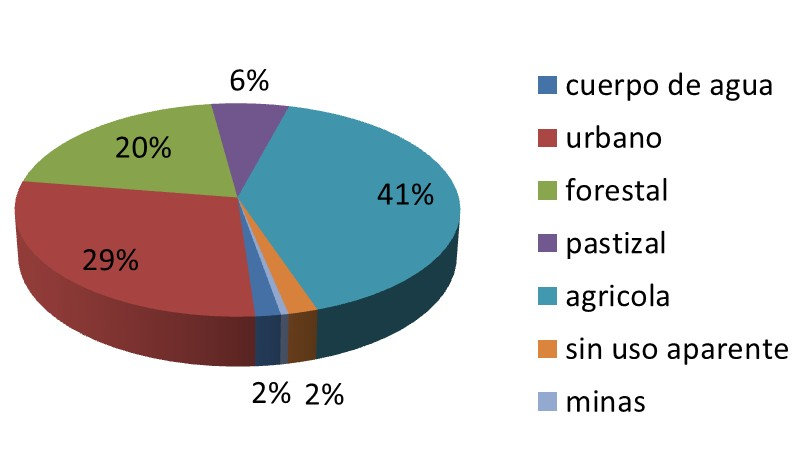 6%
20%
41%
29%
2%
2%
cuerpo de agua
urbano
forestal
pastizal
agricola
sin uso aparente
minas